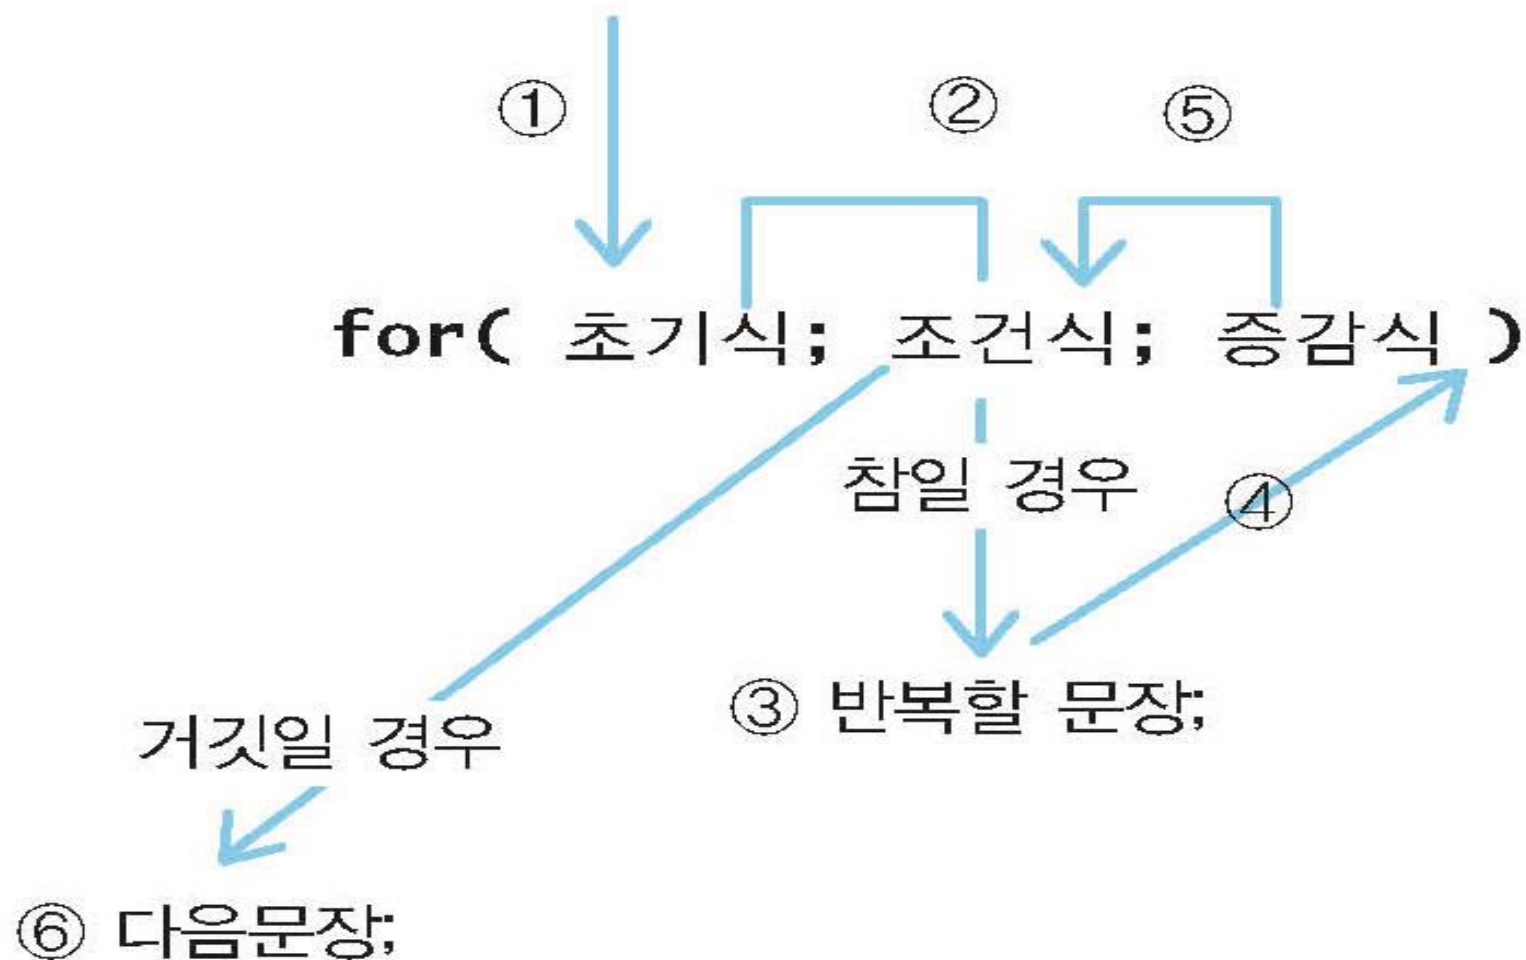 ① ② ⑤
for( 초기식; 조건식; 증감식 )
참일 경우 ④
③ 반복할 문장;
거짓일 경우
⑥ 다음문장;